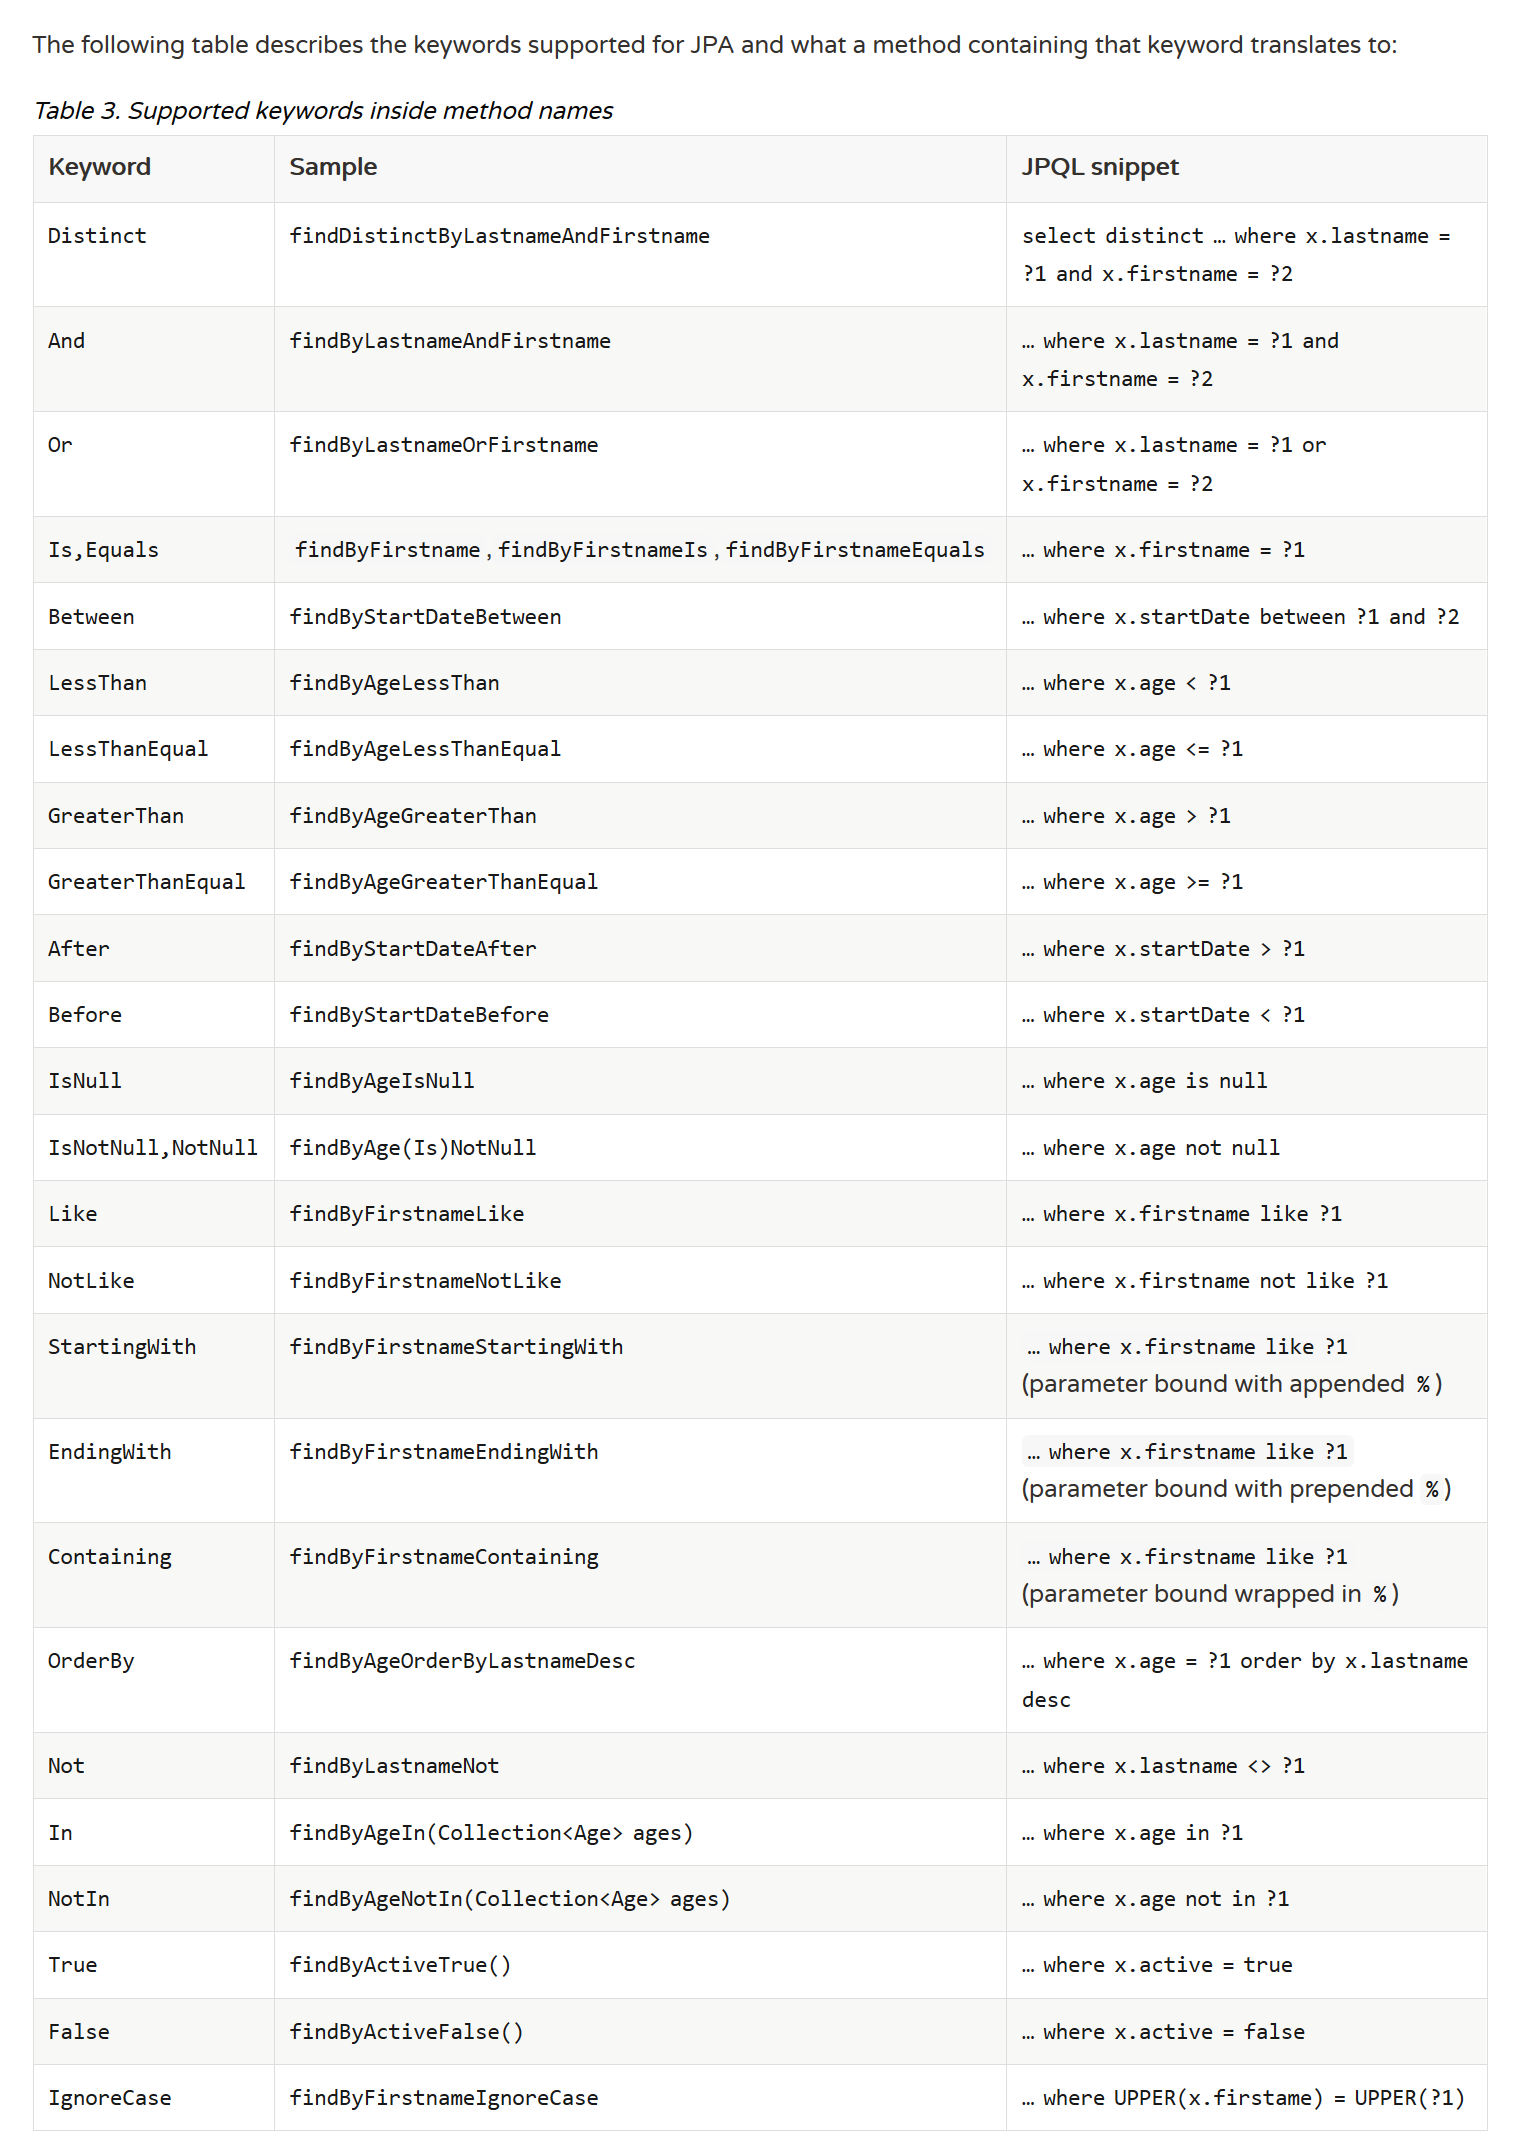 The following table describes the keywords supported for JPA and what a method containing that keyword translates to:
Table 3. Supported keywords inside method names
Keyword Sample JPQL snippet
Distinct findDistinctByLastnameAndFirstname select distinct … where x.lastname =
?1 and x.firstname = ?2
And findByLastnameAndFirstname … where x.lastname = ?1 and
x.firstname = ?2
Or findByLastnameOrFirstname … where x.lastname = ?1 or
x.firstname = ?2
Is,Equals findByFirstname , findByFirstnameIs , findByFirstnameEquals … where x.firstname = ?1
Between findByStartDateBetween … where x.startDate between ?1 and ?2
LessThan findByAgeLessThan … where x.age < ?1
LessThanEqual findByAgeLessThanEqual … where x.age <= ?1
GreaterThan findByAgeGreaterThan … where x.age > ?1
GreaterThanEqual findByAgeGreaterThanEqual … where x.age >= ?1
After findByStartDateAfter … where x.startDate > ?1
Before findByStartDateBefore … where x.startDate < ?1
IsNull findByAgeIsNull … where x.age is null
IsNotNull,NotNull findByAge(Is)NotNull … where x.age not null
Like findByFirstnameLike … where x.firstname like ?1
NotLike findByFirstnameNotLike … where x.firstname not like ?1
StartingWith findByFirstnameStartingWith … where x.firstname like ?1
(parameter bound with appended %)
EndingWith findByFirstnameEndingWith … where x.firstname like ?1
(parameter bound with prepended %)
Containing findByFirstnameContaining … where x.firstname like ?1
(parameter bound wrapped in %)
OrderBy findByAgeOrderByLastnameDesc … where x.age = ?1 order by x.lastname
desc
Not findByLastnameNot … where x.lastname <> ?1
In findByAgeIn(Collection<Age> ages) … where x.age in ?1
NotIn findByAgeNotIn(Collection<Age> ages) … where x.age not in ?1
True findByActiveTrue() … where x.active = true
False findByActiveFalse() … where x.active = false
IgnoreCase findByFirstnameIgnoreCase … where UPPER(x.firstame) = UPPER(?1)